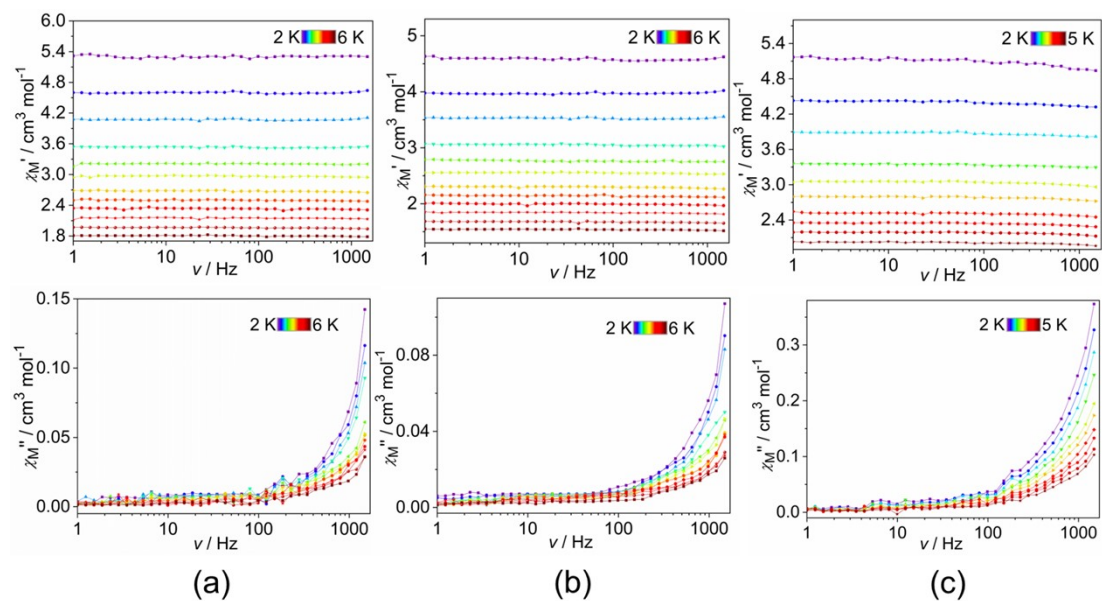 6.0
5.4
4.8
4.2
3.6
3.0
2.4
1.8
χM' / cm³ mol⁻¹
2 K 6 K
1 10 100 1000
ν / Hz
5
4
3
2
χM' / cm³ mol⁻¹
2 K 6 K
1 10 100 1000
ν / Hz
5.4
4.8
4.2
3.6
3.0
2.4
χM' / cm³ mol⁻¹
2 K 5 K
1 10 100 1000
ν / Hz
0.15
0.10
0.05
0.00
χM'' / cm³ mol⁻¹
2 K 6 K
1 10 100 1000
ν / Hz
0.08
0.04
0.00
χM'' / cm³ mol⁻¹
2 K 6 K
1 10 100 1000
ν / Hz
0.3
0.2
0.1
0.0
χM'' / cm³ mol⁻¹
2 K 5 K
1 10 100 1000
ν / Hz
(a) (b) (c)